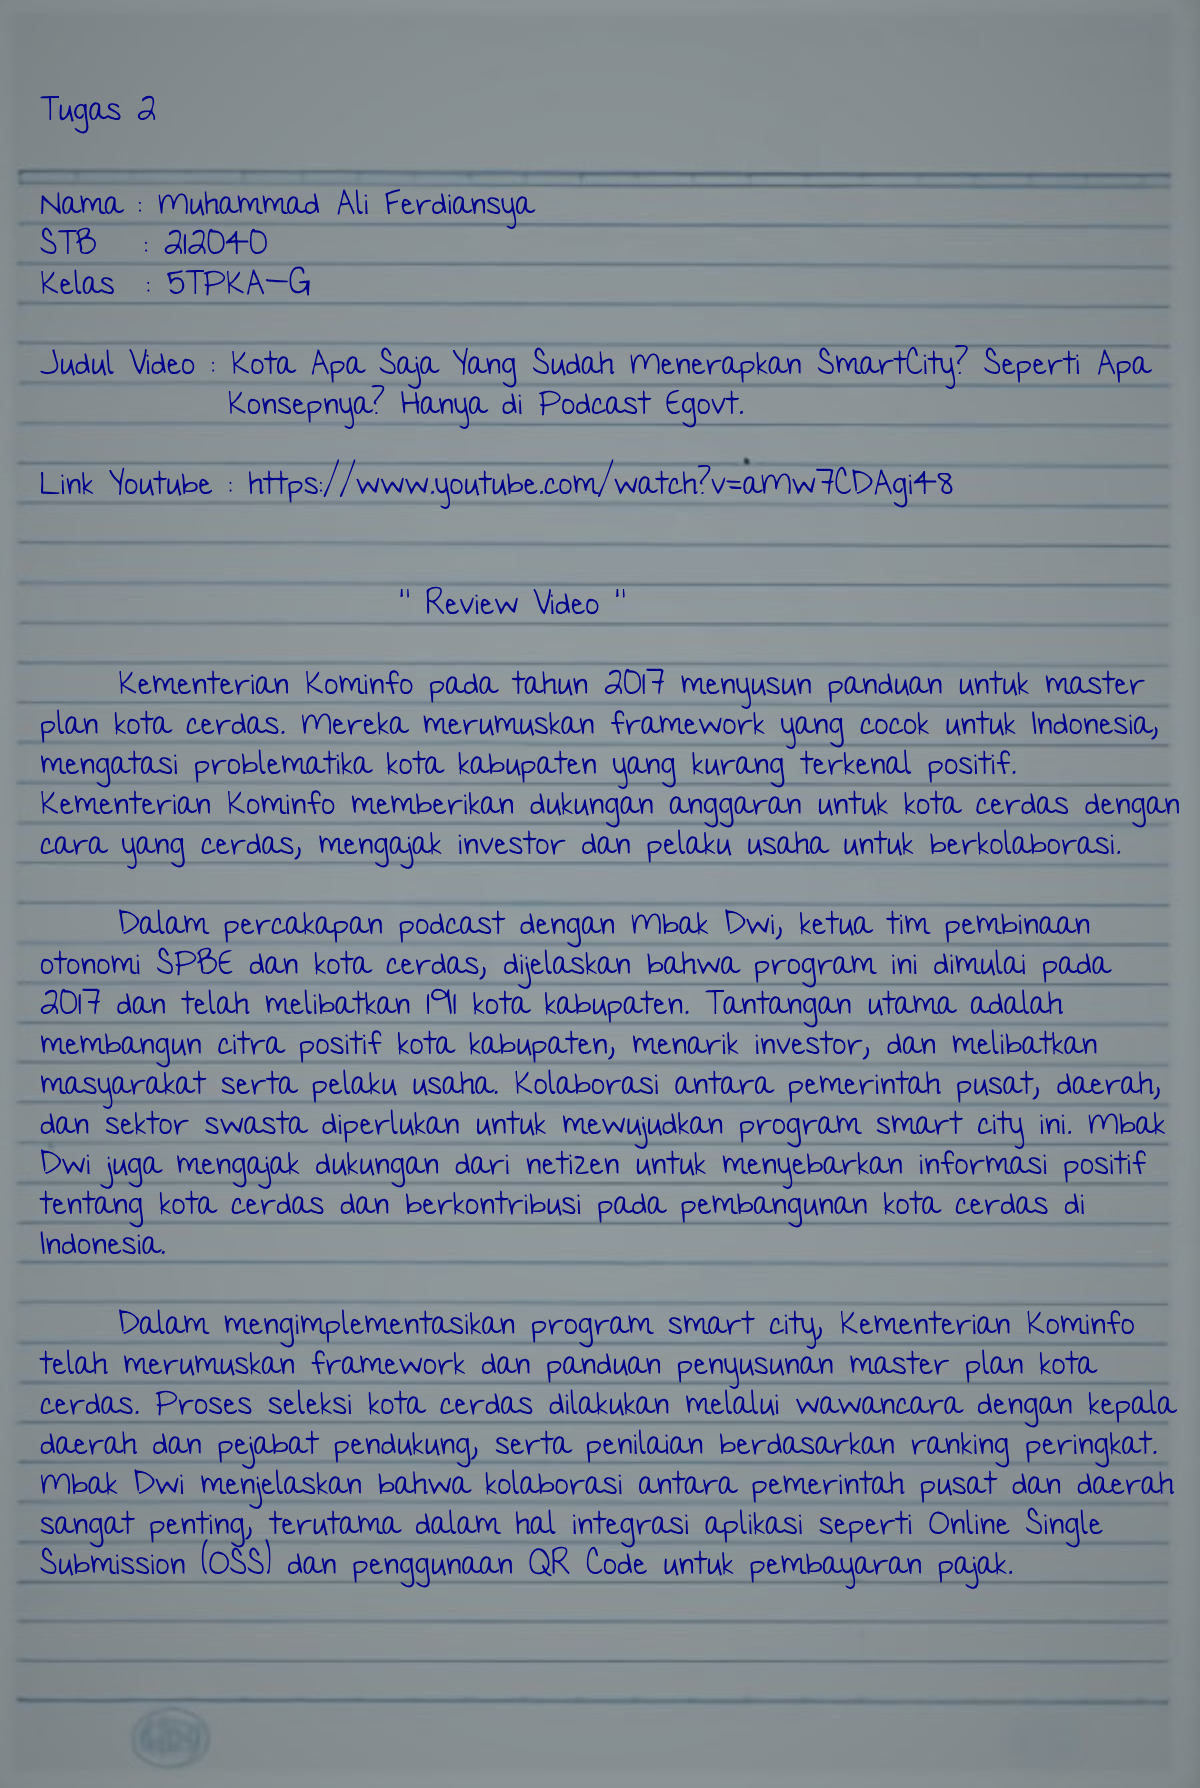 Tugas 2
Nama : Muhammad Ali Ferdiansya
STB : 212040
Kelas : 5TPKA-G
Judul Video : Kota Apa Saja Yang Sudah Menerapkan SmartCity? Seperti Apa
Konsepnya? Hanya di Podcast Egovt.
Link Youtube : https://www.youtube.com/watch?v=aMw7CDAgi48
" Review Video "
Kementerian Kominfo pada tahun 2017 menyusun panduan untuk master
plan kota cerdas. Mereka merumuskan framework yang cocok untuk Indonesia,
mengatasi problematika kota kabupaten yang kurang terkenal positif.
Kementerian Kominfo memberikan dukungan anggaran untuk kota cerdas dengan
cara yang cerdas, mengajak investor dan pelaku usaha untuk berkolaborasi.
Dalam percakapan podcast dengan Mbak Dwi, ketua tim pembinaan
otonomi SPBE dan kota cerdas, dijelaskan bahwa program ini dimulai pada
2017 dan telah melibatkan 191 kota kabupaten. Tantangan utama adalah
membangun citra positif kota kabupaten, menarik investor, dan melibatkan
masyarakat serta pelaku usaha. Kolaborasi antara pemerintah pusat, daerah,
dan sektor swasta diperlukan untuk mewujudkan program smart city ini. Mbak
Dwi juga mengajak dukungan dari netizen untuk menyebarkan informasi positif
tentang kota cerdas dan berkontribusi pada pembangunan kota cerdas di
Indonesia.
Dalam mengimplementasikan program smart city, Kementerian Kominfo
telah merumuskan framework dan panduan penyusunan master plan kota
cerdas. Proses seleksi kota cerdas dilakukan melalui wawancara dengan kepala
daerah dan pejabat pendukung, serta penilaian berdasarkan ranking peringkat.
Mbak Dwi menjelaskan bahwa kolaborasi antara pemerintah pusat dan daerah
sangat penting, terutama dalam hal integrasi aplikasi seperti Online Single
Submission (OSS) dan penggunaan QR Code untuk pembayaran pajak.